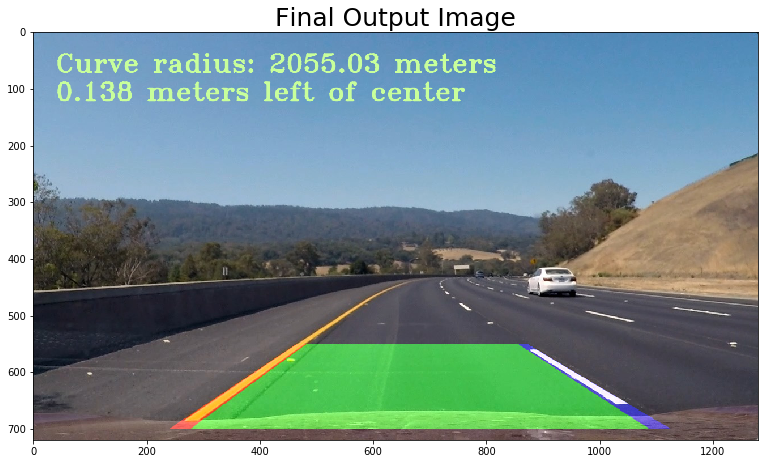 Final Output Image
Curve radius: 2055.03 meters
0.138 meters left of center
0
100
200
300
400
500
600
700
0 200 400 600 800 1000 1200